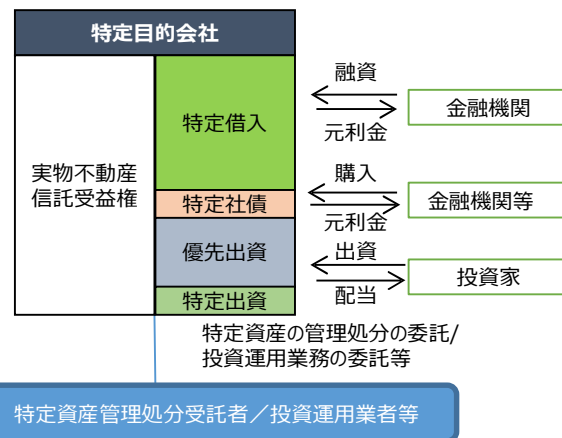 特定目的会社
実物不動産
信託受益権
特定借入
特定社債
優先出資
特定出資
融資
元利金
金融機関
購入
元利金
金融機関等
出資
配当
投資家
特定資産の管理処分の委託/
投資運用業務の委託等
特定資産管理処分受託者／投資運用業者等